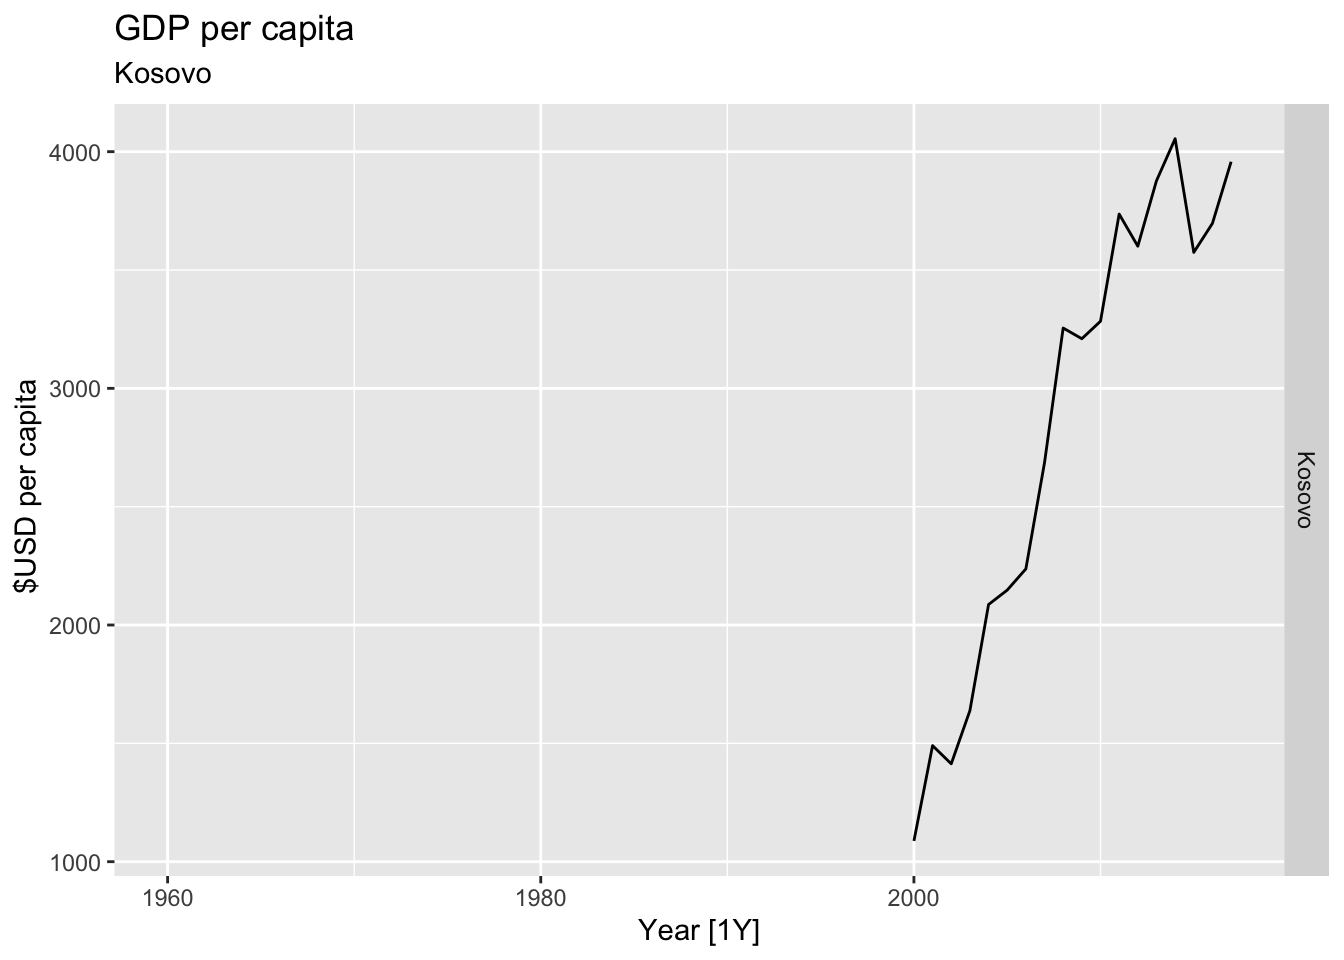 GDP per capita
Kosovo
4000
3000
2000
1000
$USD per capita
Kosovo
1960
1980
2000
Year [1Y]